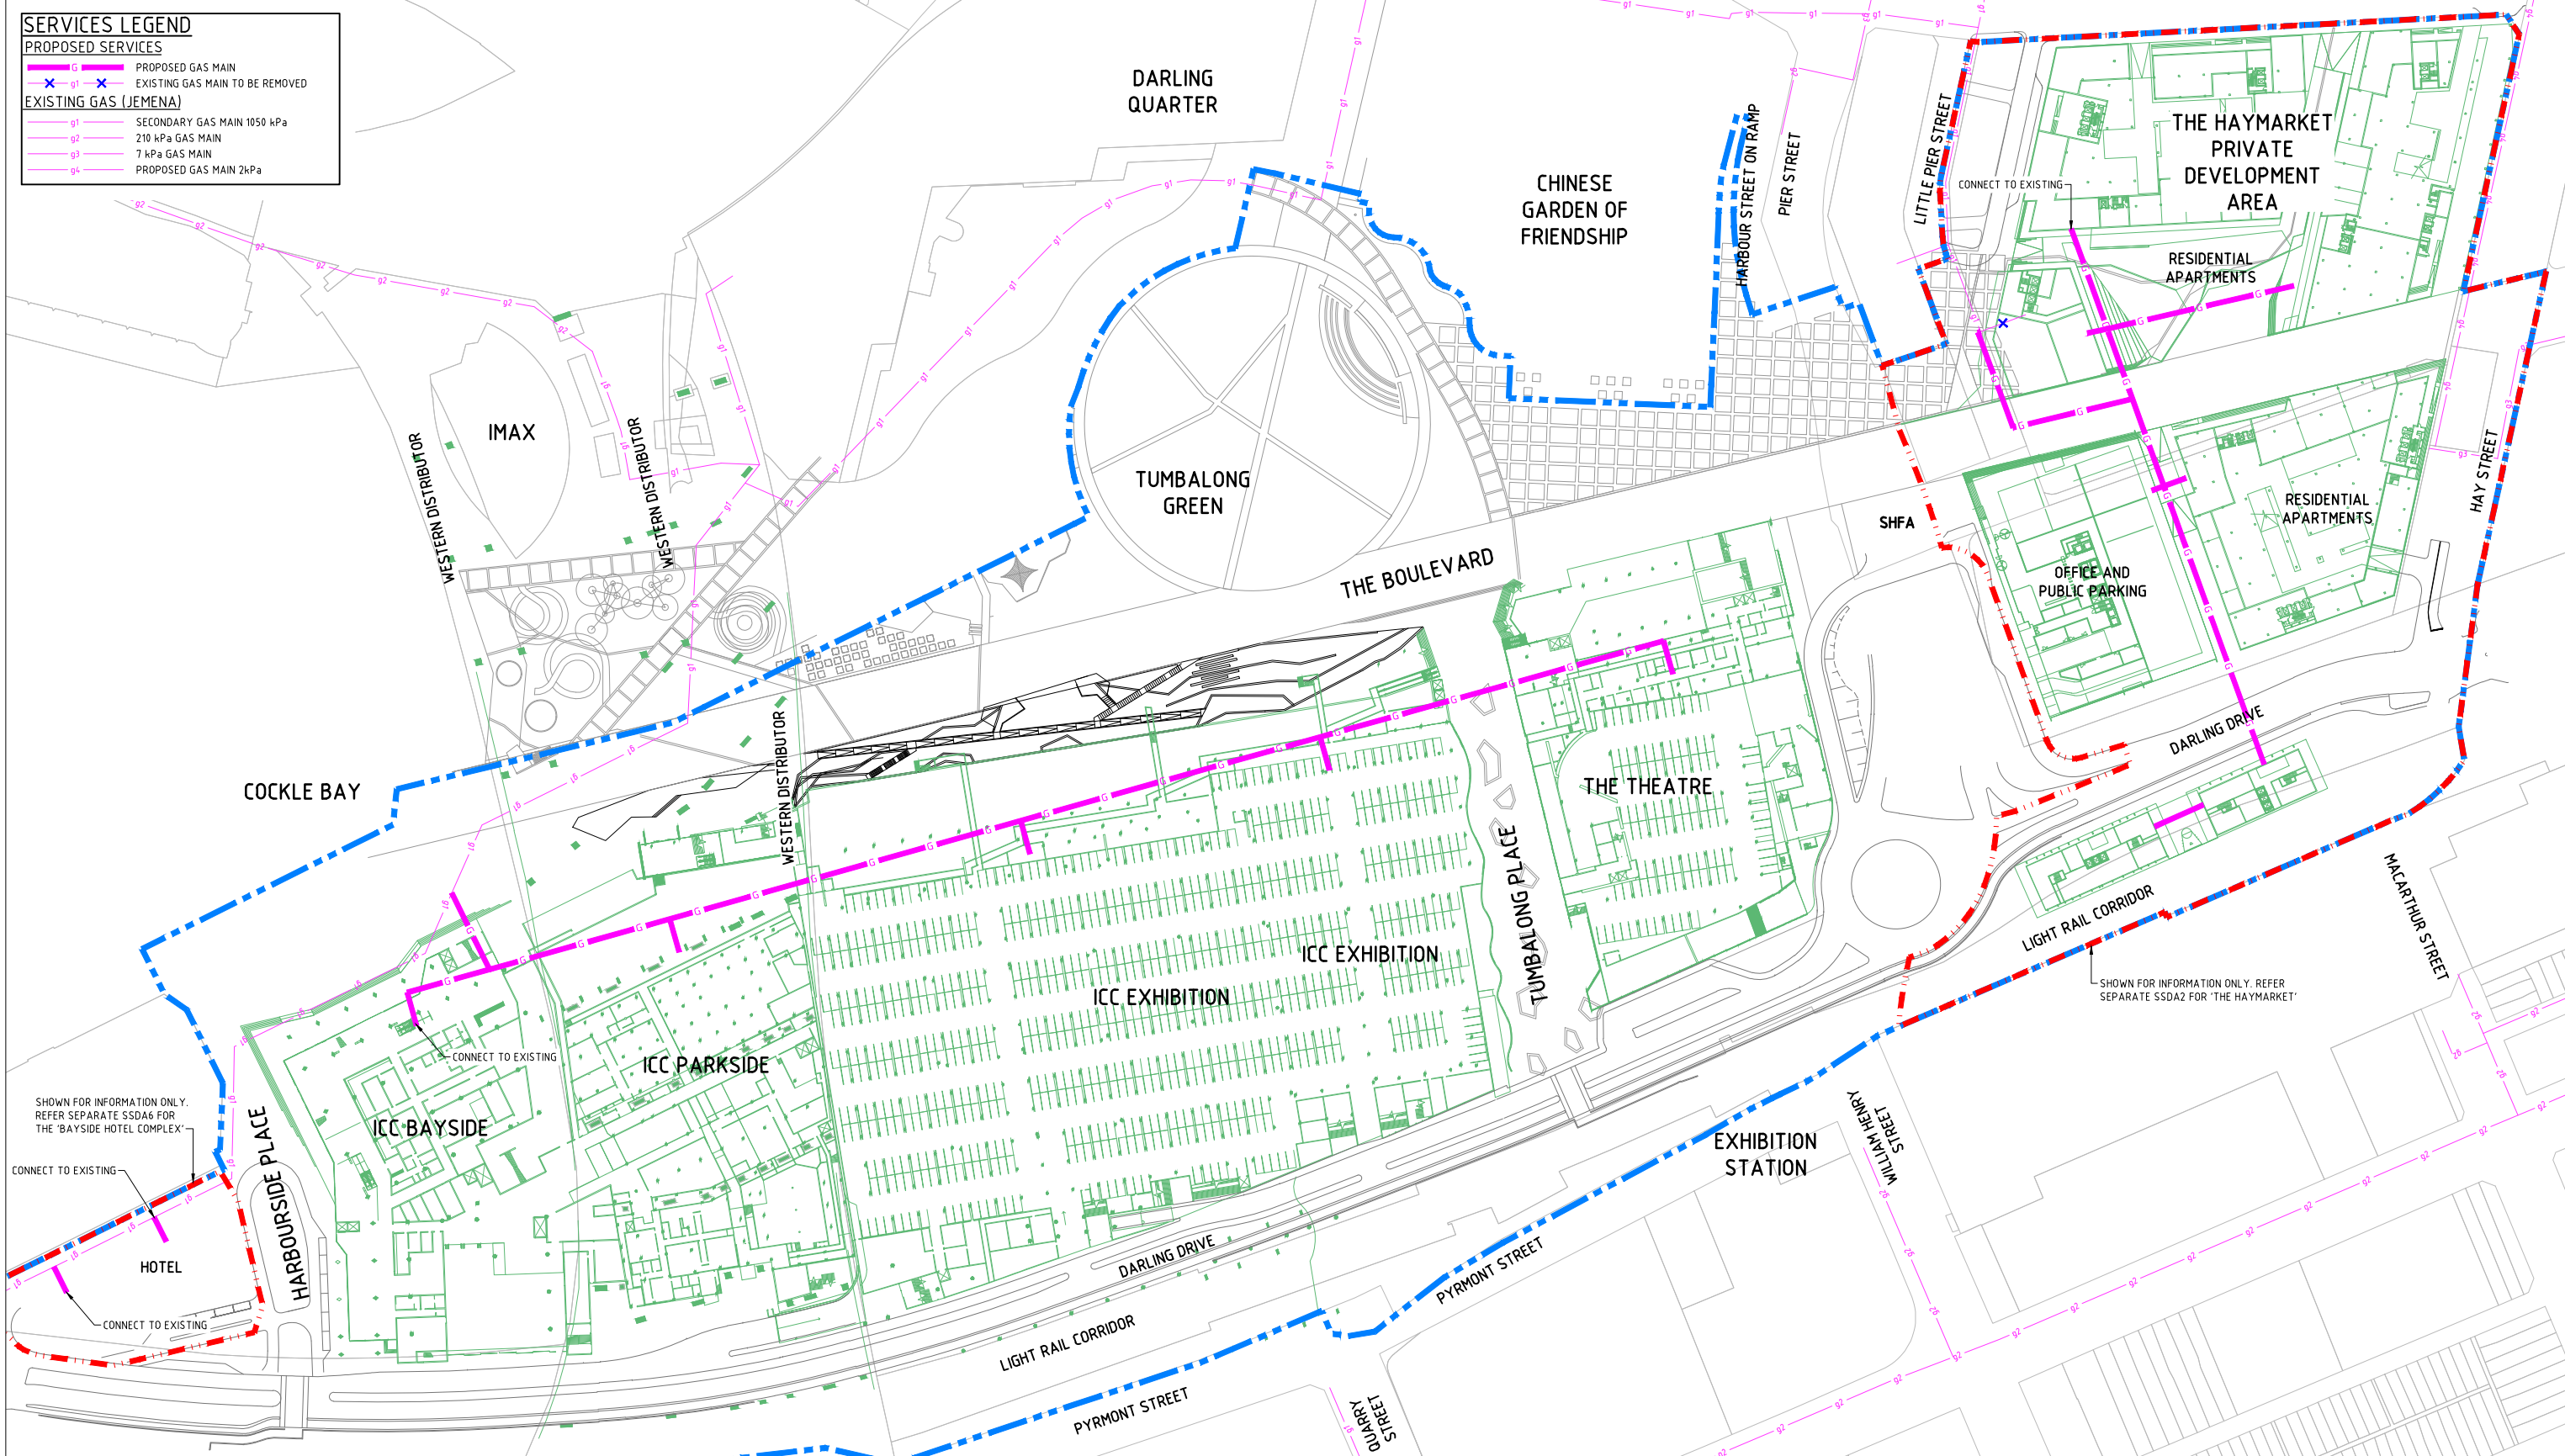 SERVICES LEGEND
PROPOSED SERVICES
G PROPOSED GAS MAIN
g1 EXISTING GAS MAIN TO BE REMOVED
EXISTING GAS (JEMENA)
g1 SECONDARY GAS MAIN 1050 kPa
g2 210 kPa GAS MAIN
g3 7 kPa GAS MAIN
g4 PROPOSED GAS MAIN 2kPa
DARLING
QUARTER
CHINESE
GARDEN OF
FRIENDSHIP
HARBOUR STREET ON RAMP
PIER STREET
LITTLE PIER STREET
THE HAYMARKET
PRIVATE
DEVELOPMENT
AREA
CONNECT TO EXISTING
RESIDENTIAL
APARTMENTS
IMAX
WESTERN DISTRIBUTOR
WESTERN DISTRIBUTOR
TUMBALONG
GREEN
THE BOULEVARD
SHFA
RESIDENTIAL
APARTMENTS
HAY STREET
OFFICE AND
PUBLIC PARKING
DARLING DRIVE
COCKLE BAY
WESTERN DISTRIBUTOR
THE THEATRE
TUMBALONG PLACE
LIGHT RAIL CORRIDOR
MACARTHUR STREET
SHOWN FOR INFORMATION ONLY. REFER
SEPARATE SSDA2 FOR 'THE HAYMARKET'
ICC EXHIBITION
ICC EXHIBITION
CONNECT TO EXISTING
ICC PARKSIDE
ICC BAYSIDE
SHOWN FOR INFORMATION ONLY.
REFER SEPARATE SSDA6 FOR
THE 'BAYSIDE HOTEL COMPLEX'
CONNECT TO EXISTING
HARBOURSIDE PLACE
HOTEL
CONNECT TO EXISTING
EXHIBITION
STATION
WILLIAM HENRY
STREET
DARLING DRIVE
PYRMONT STREET
LIGHT RAIL CORRIDOR
PYRMONT STREET
QUARRY
STREET